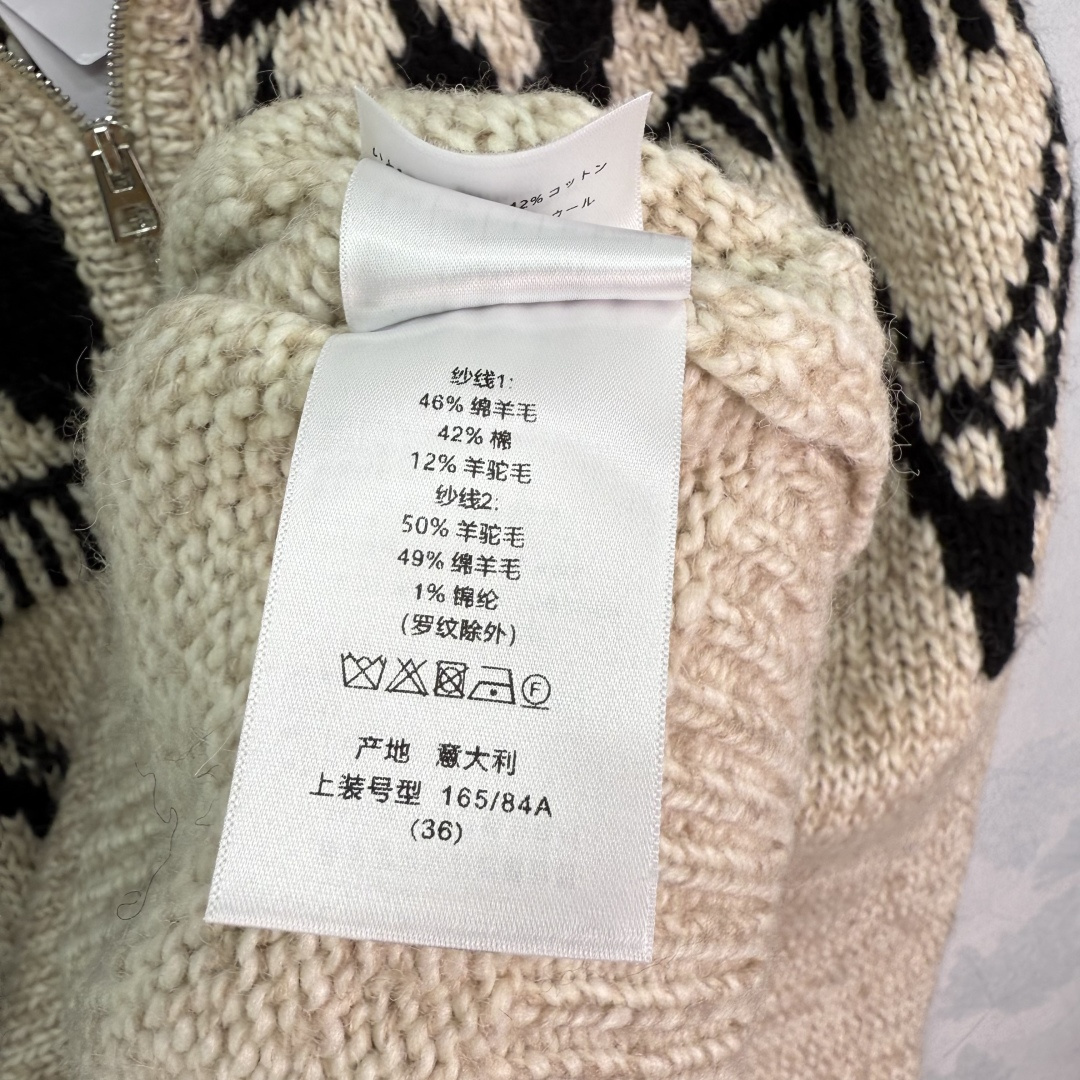 12% コットン
ウール
纱线1:
46% 绵羊毛
42% 棉
12% 羊驼毛
纱线2:
50% 羊驼毛
49% 绵羊毛
1% 锦纶
(罗纹除外)
F
产地 意大利
上装号型 165/84A
(36)